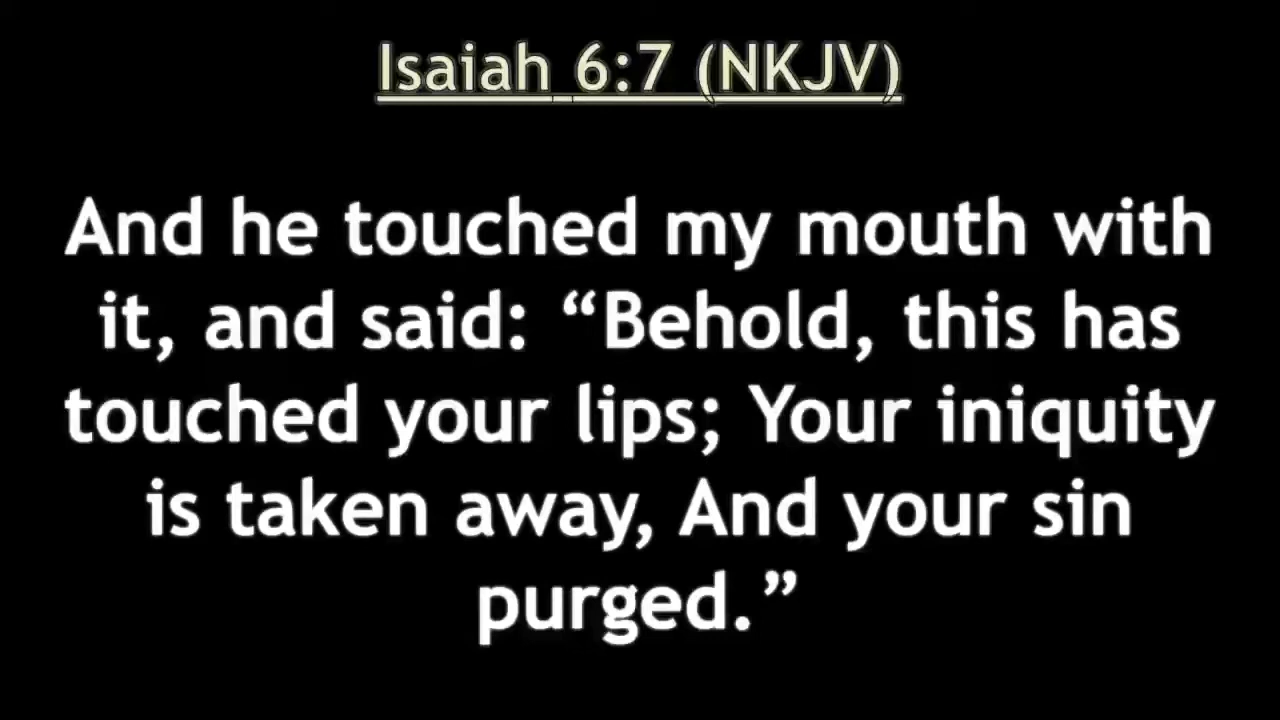 Isaiah 6:7 (NKJV)
And he touched my mouth with
it, and said: “Behold, this has
touched your lips; Your iniquity
is taken away, And your sin
purged.”